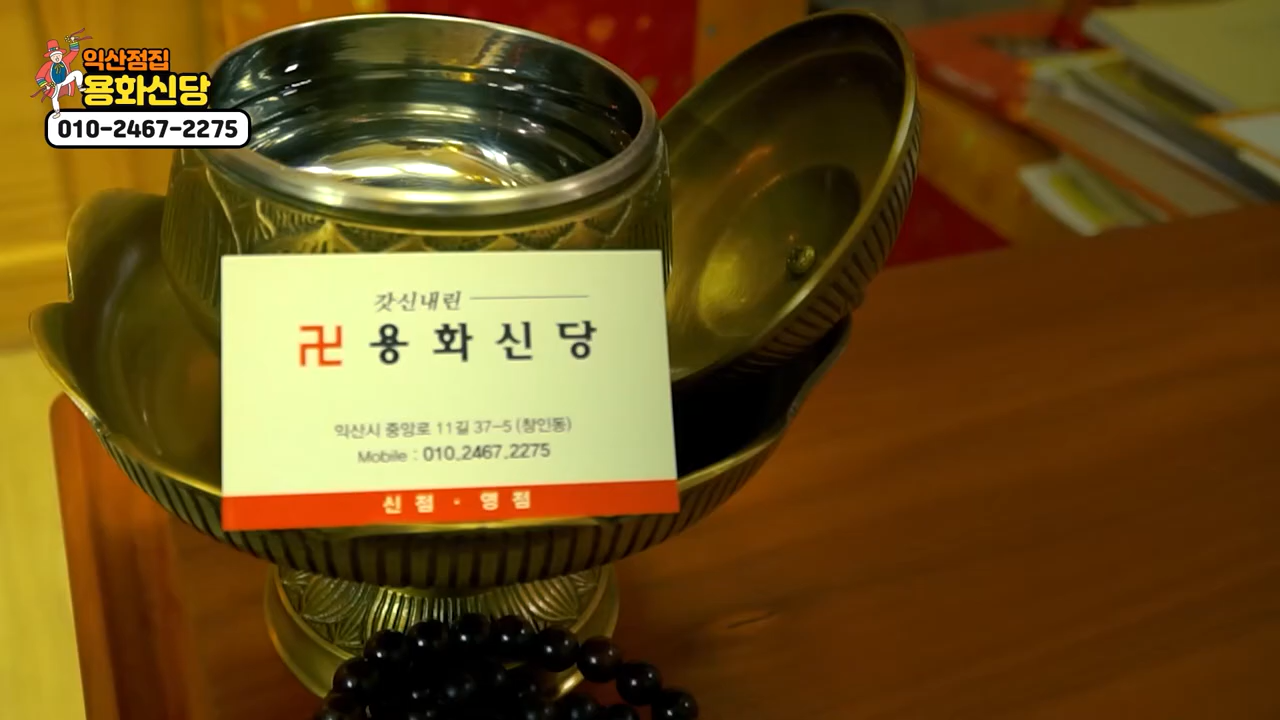 익산점집
용화신당
010-2467-2275
갓신내린
卍 용화신당
익산시 중앙로 11길 37-5 (창인동)
Mobile : 010.2467.2275
신점 · 영점